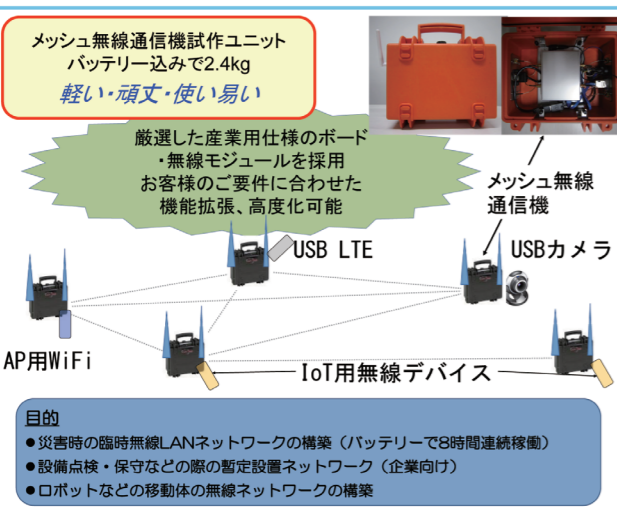 メッシュ無線通信機試作ユニット
バッテリー込みで2.4kg
軽い・頑丈・使い易い
厳選した産業用仕様のボード
・無線モジュールを採用
お客様のご要件に合わせた
機能拡張、高度化可能
メッシュ無線
通信機
USB LTE
USBカメラ
AP用WiFi
IoT用無線デバイス
目的
●災害時の臨時無線LANネットワークの構築（バッテリーで8時間連続稼働）
●設備点検・保守などの際の暫定設置ネットワーク（企業向け）
●ロボットなどの移動体の無線ネットワークの構築